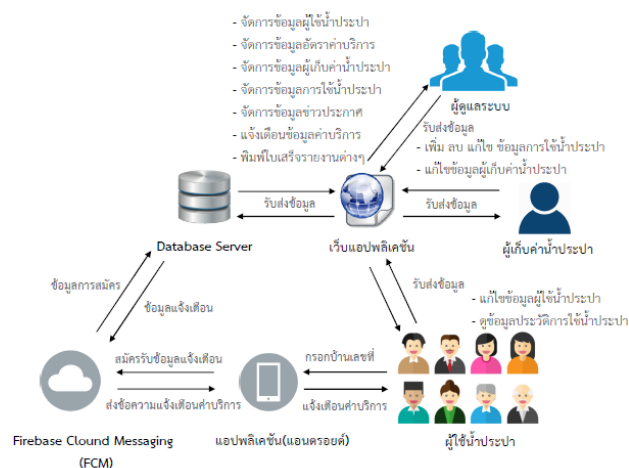 - จัดการข้อมูลผู้ใช้น้ำประปา
- จัดการข้อมูลอัตราค่าบริการ
- จัดการข้อมูลผู้เก็บค่าน้ำประปา
- จัดการข้อมูลการใช้น้ำประปา
- จัดการข้อมูลข่าวประกาศ
- แจ้งเตือนข้อมูลค่าบริการ
- พิมพ์ใบเสร็จรายงานต่างๆ
ผู้ดูแลระบบ
รับส่งข้อมูล
- เพิ่ม ลบ แก้ไข ข้อมูลการใช้น้ำประปา
- แก้ไขข้อมูลผู้เก็บค่าน้ำประปา
รับส่งข้อมูล
รับส่งข้อมูล
Database Server
เว็บแอปพลิเคชัน
ผู้เก็บค่าน้ำประปา
ข้อมูลการสมัคร
ข้อมูลแจ้งเตือน
รับส่งข้อมูล
- แก้ไขข้อมูลผู้ใช้น้ำประปา
- ดูข้อมูลประวัติการใช้น้ำประปา
สมัครรับข้อมูลแจ้งเตือน
กรอกบ้านเลขที่
ส่งข้อความแจ้งเตือนค่าบริการ
แจ้งเตือนค่าบริการ
Firebase Clound Messaging
(FCM)
แอปพลิเคชัน(แอนดรอยต์)
ผู้ใช้น้ำประปา